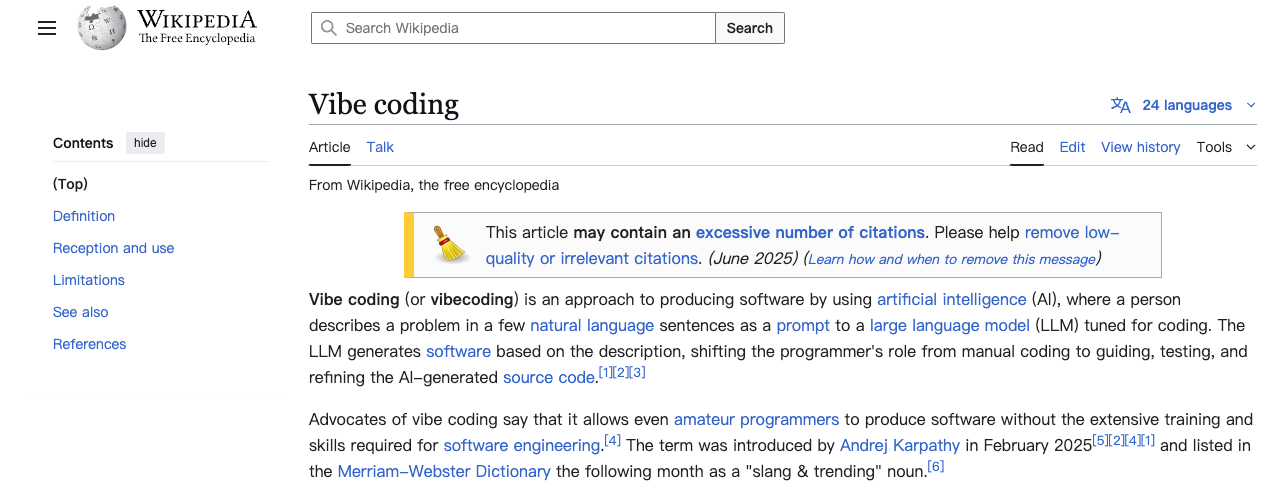 WIKIPEDIA
The Free Encyclopedia
Search Wikipedia
Search
Vibe coding
24 languages
Contents
hide
Article
Talk
Read
Edit
View history
Tools
(Top)
Definition
Reception and use
Limitations
See also
References
From Wikipedia, the free encyclopedia
This article may contain an excessive number of citations. Please help remove low-
quality or irrelevant citations. (June 2025) (Learn how and when to remove this message)
Vibe coding (or vibecoding) is an approach to producing software by using artificial intelligence (AI), where a person
describes a problem in a few natural language sentences as a prompt to a large language model (LLM) tuned for coding. The
LLM generates software based on the description, shifting the programmer's role from manual coding to guiding, testing, and
refining the AI-generated source code.[1][2][3]
Advocates of vibe coding say that it allows even amateur programmers to produce software without the extensive training and
skills required for software engineering.[4] The term was introduced by Andrej Karpathy in February 2025[5][2][4][1] and listed in
the Merriam-Webster Dictionary the following month as a "slang & trending" noun.[6]